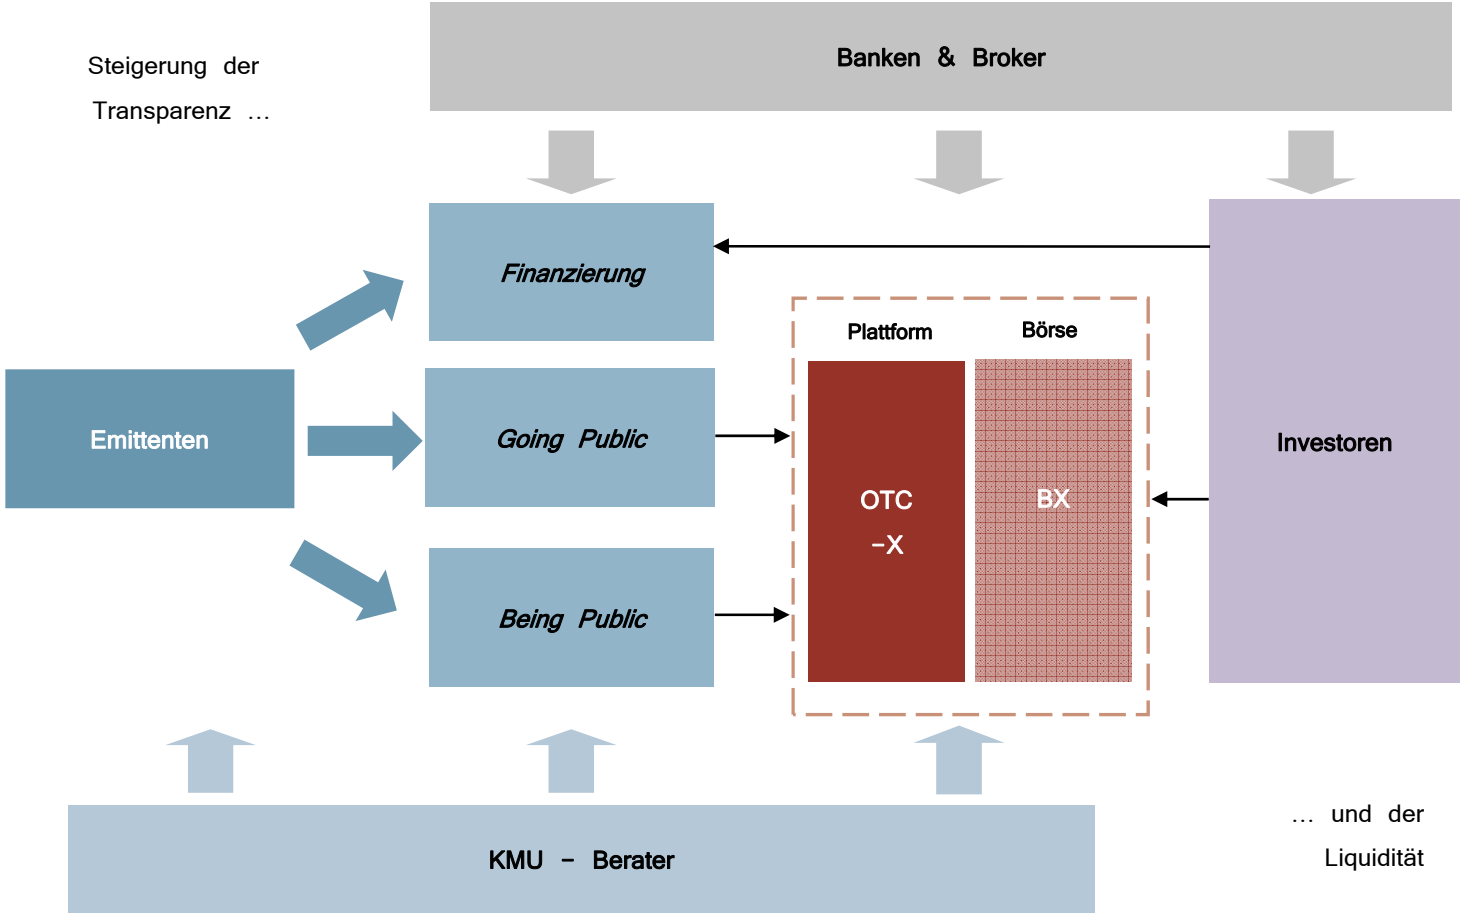 Steigerung der
Transparenz …
Banken & Broker
Finanzierung
Plattform
Börse
Emittenten
Going Public
Investoren
OTC
-X
BX
Being Public
… und der
Liquidität
KMU - Berater